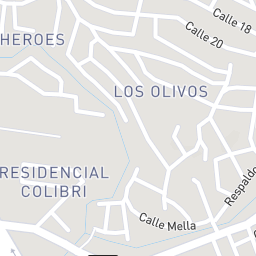 Calle 18
Calle 20
HEROES
LOS OLIVOS
RESIDENCIAL
COLIBRI
Respaldo
Calle Mella